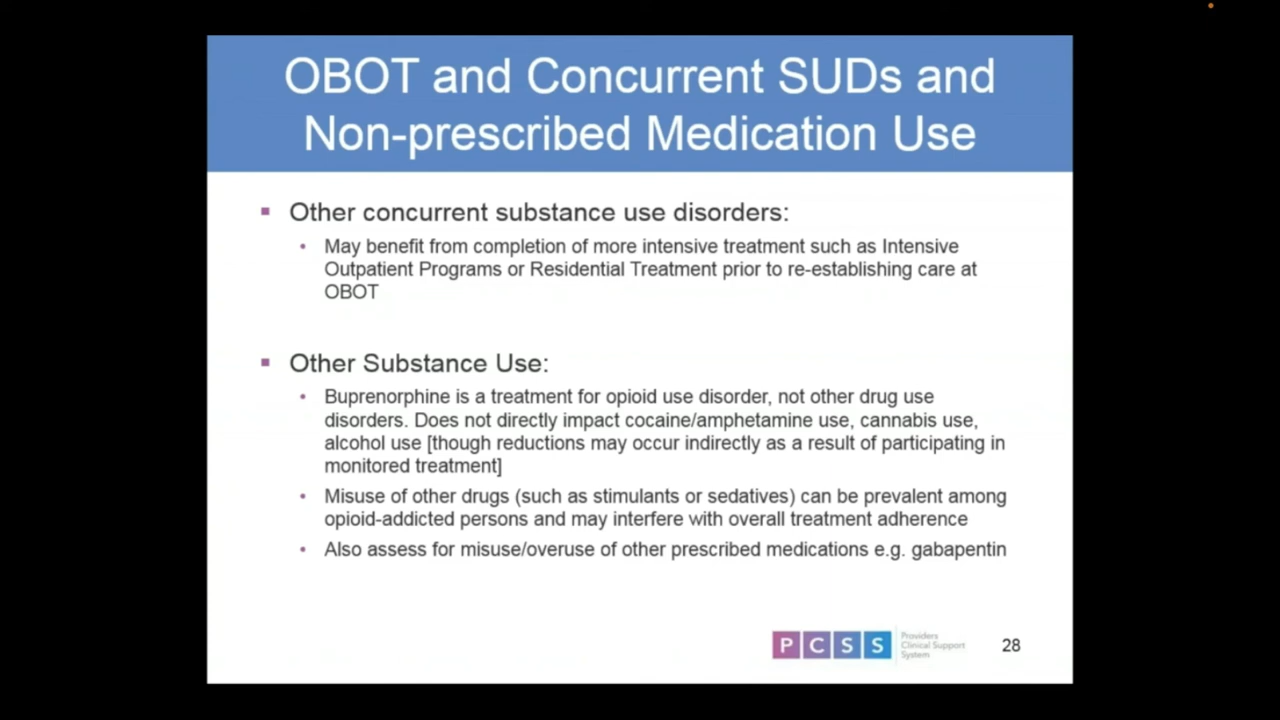 OBOT and Concurrent SUDs and
Non-prescribed Medication Use
▪ Other concurrent substance use disorders:
• May benefit from completion of more intensive treatment such as Intensive
Outpatient Programs or Residential Treatment prior to re-establishing care at
OBOT
▪ Other Substance Use:
• Buprenorphine is a treatment for opioid use disorder, not other drug use
disorders. Does not directly impact cocaine/amphetamine use, cannabis use,
alcohol use [though reductions may occur indirectly as a result of participating in
monitored treatment]
• Misuse of other drugs (such as stimulants or sedatives) can be prevalent among
opioid-addicted persons and may interfere with overall treatment adherence
• Also assess for misuse/overuse of other prescribed medications e.g. gabapentin
PCSS
Providers
Clinical Support
System
28